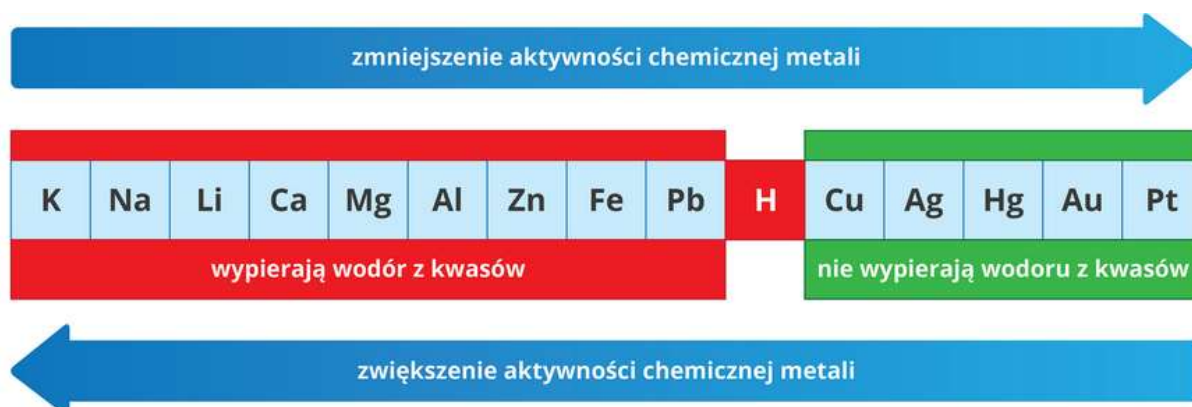 zmniejszenie aktywności chemicznej metali
K Na Li Ca Mg Al Zn Fe Pb H Cu Ag Hg Au Pt
wypierają wodór z kwasów nie wypierają wodoru z kwasów
zwiększenie aktywności chemicznej metali